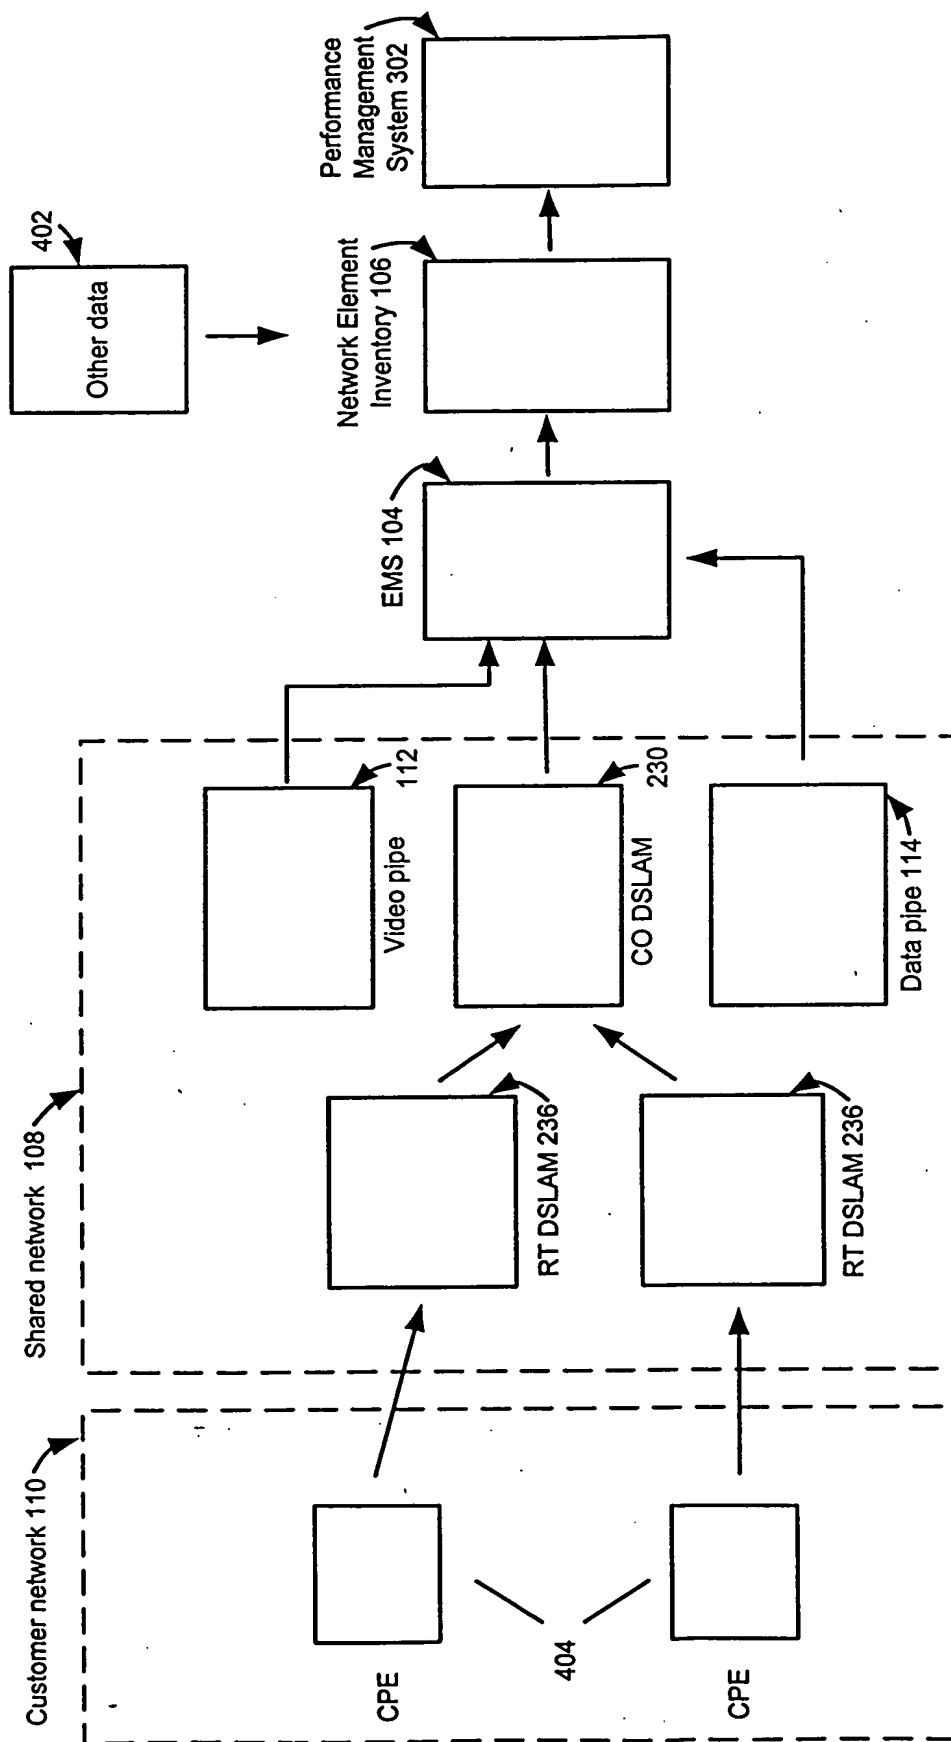 Customer network 110
Shared network 108
402
Other data
Performance
Management
System 302
Network Element
Inventory 106
EMS 104
112
Video pipe
230
CO DSLAM
Data pipe 114
RT DSLAM 236
RT DSLAM 236
CPE
404
CPE